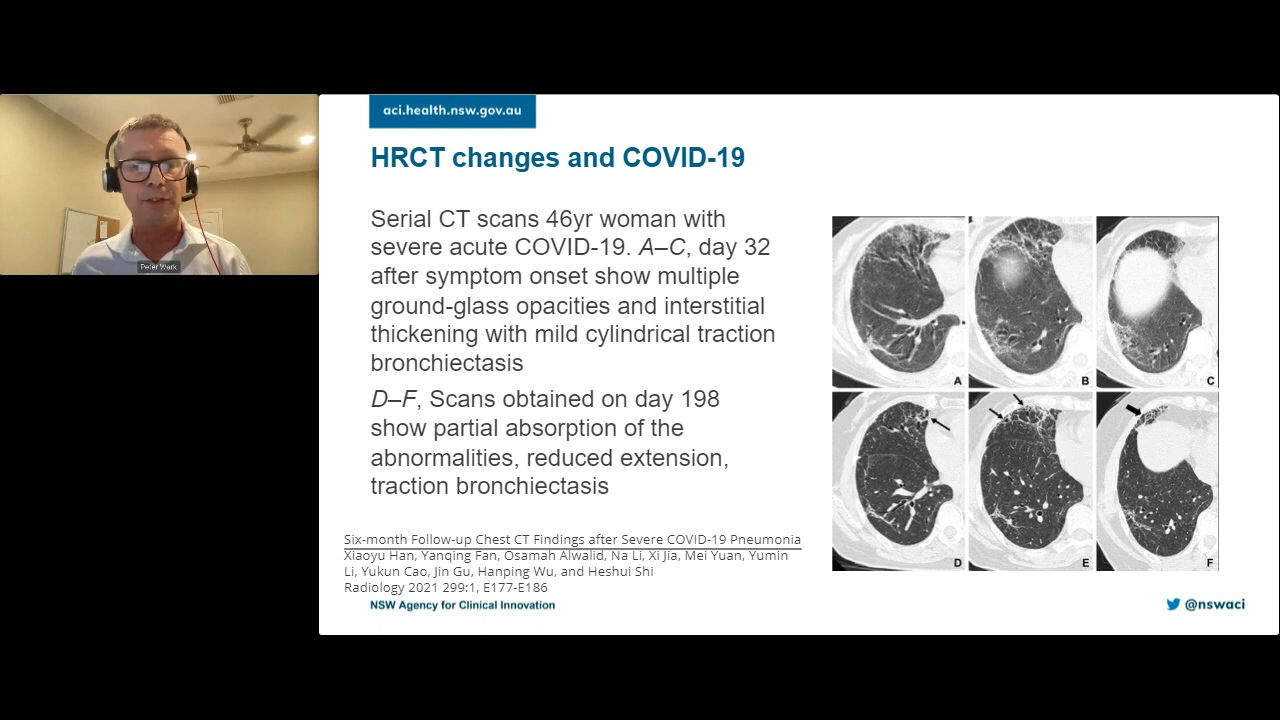 aci.health.nsw.gov.au
HRCT changes and COVID-19
Serial CT scans 46yr woman with
severe acute COVID-19. A–C, day 32
after symptom onset show multiple
ground-glass opacities and interstitial
thickening with mild cylindrical traction
bronchiectasis
D–F, Scans obtained on day 198
show partial absorption of the
abnormalities, reduced extension,
traction bronchiectasis
A
B
C
D
E
F
Six-month Follow-up Chest CT Findings after Severe COVID-19 Pneumonia
Xiaoyu Han, Yanqing Fan, Osamah Alwalid, Na Li, Xi Jia, Mei Yuan, Yumin
Li, Yukun Cao, Jin Gu, Hanping Wu, and Heshui Shi
Radiology 2021 299:1, E177-E186
NSW Agency for Clinical Innovation
@nswaci
Peter Wark